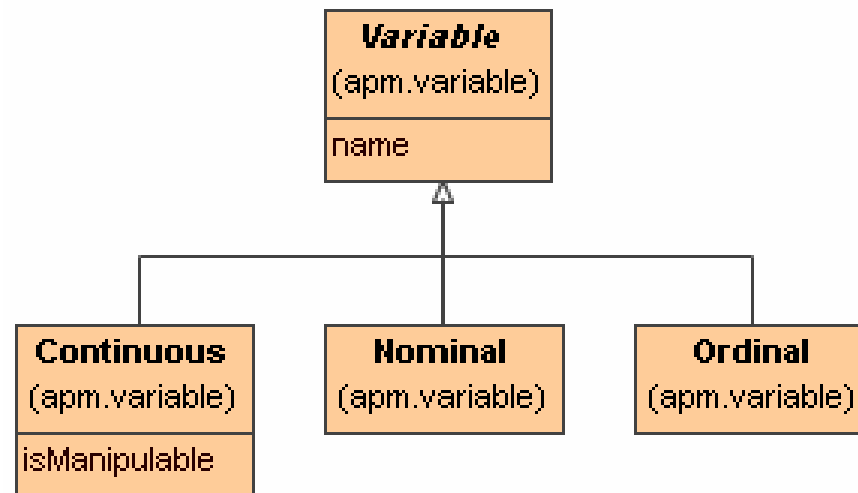 Variable
(apm.variable)
name
Continuous
(apm.variable)
isManipulable
Nominal
(apm.variable)
Ordinal
(apm.variable)